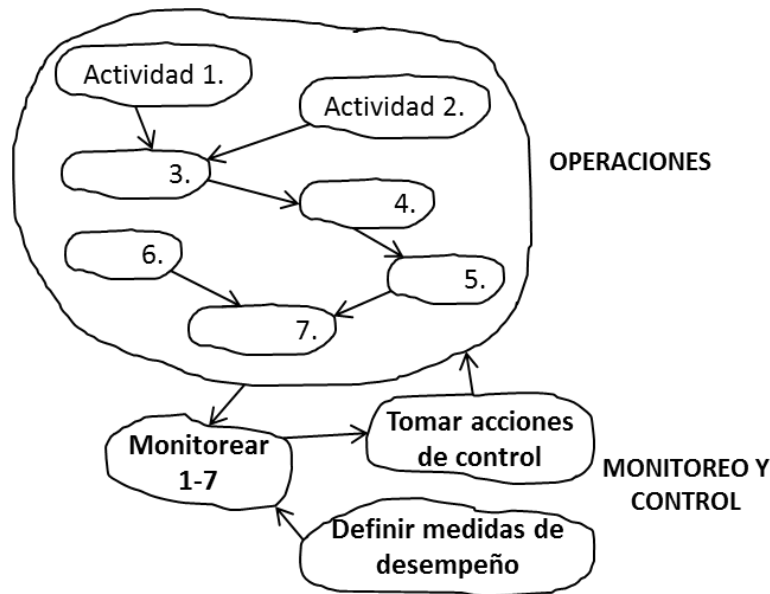 Actividad 1.
Actividad 2.
OPERACIONES
3.
4.
6.
5.
7.
Monitorear
1-7
Tomar acciones
de control
MONITOREO Y
CONTROL
Definir medidas de
desempeño